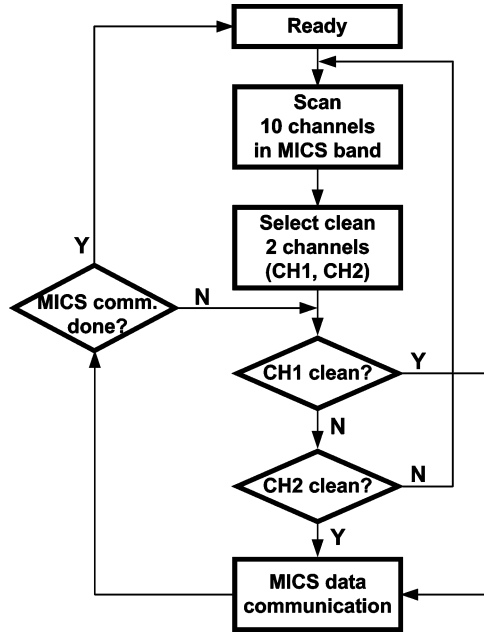 Ready
Scan
10 channels
in MICS band
Select clean
2 channels
(CH1, CH2)
Y
MICS comm.
done?
N
CH1 clean?
Y
N
CH2 clean?
N
Y
MICS data
communication